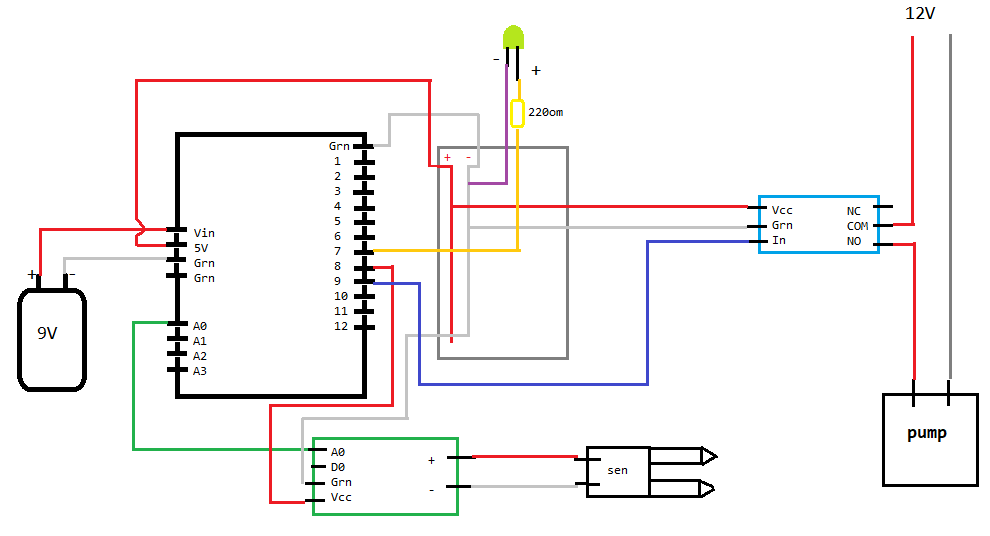 12V
- +
220om
Grn
1
2
3
4
5
6
7
8
9
10
11
12
Vin
5V
Grn
Grn
A0
A1
A2
A3
+ -
9V
+ -
Vcc
Grn
In
NC
COM
NO
pump
A0
D0
Grn
Vcc
+
-
sen